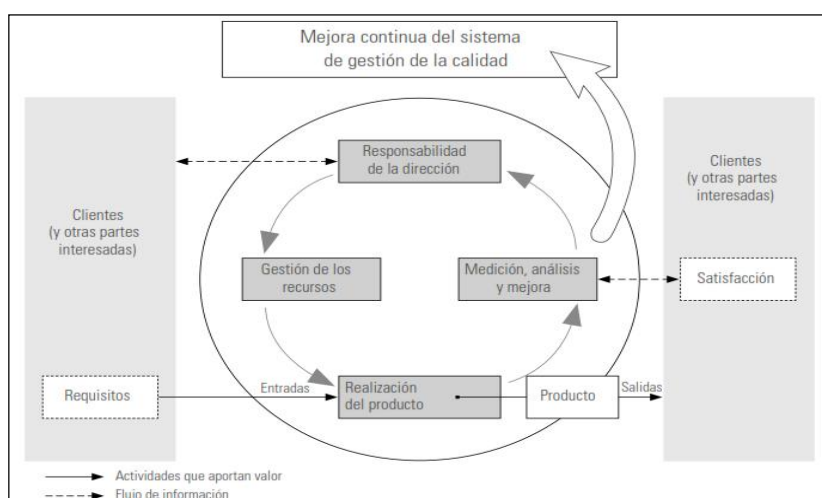 Mejora continua del sistema
de gestión de la calidad
Responsabilidad
de la dirección
Clientes
(y otras partes
interesadas)
Clientes
(y otras partes
interesadas)
Gestión de los
recursos
Medición, análisis
y mejora
Satisfacción
Requisitos
Entradas
Realización
del producto
Producto
Salidas
Actividades que aportan valor
Flujo de información